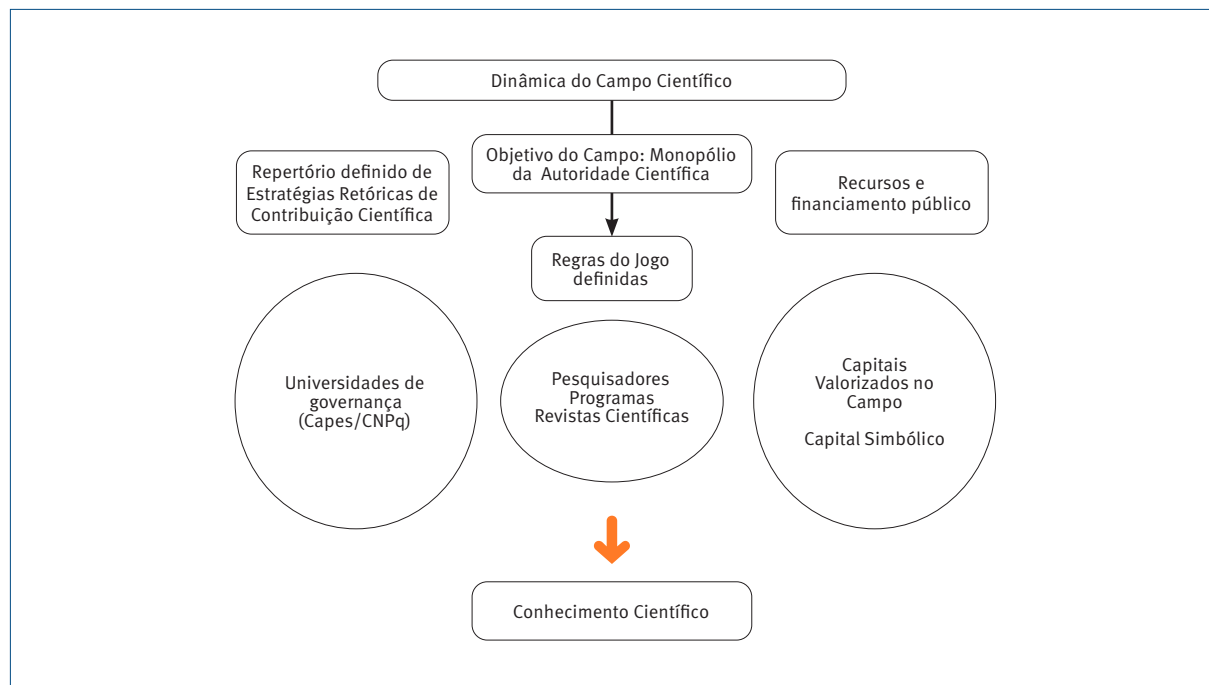 Dinâmica do Campo Científico
Objetivo do Campo: Monopólio
da Autoridade Científica
Repertório definido de
Estratégias Retóricas de
Contribuição Científica
Recursos e
financiamento público
Regras do Jogo
definidas
Universidades de
governança
(Capes/CNPq)
Pesquisadores
Programas
Revistas Científicas
Capitais
Valorizados no
Campo
Capital Simbólico
Conhecimento Científico